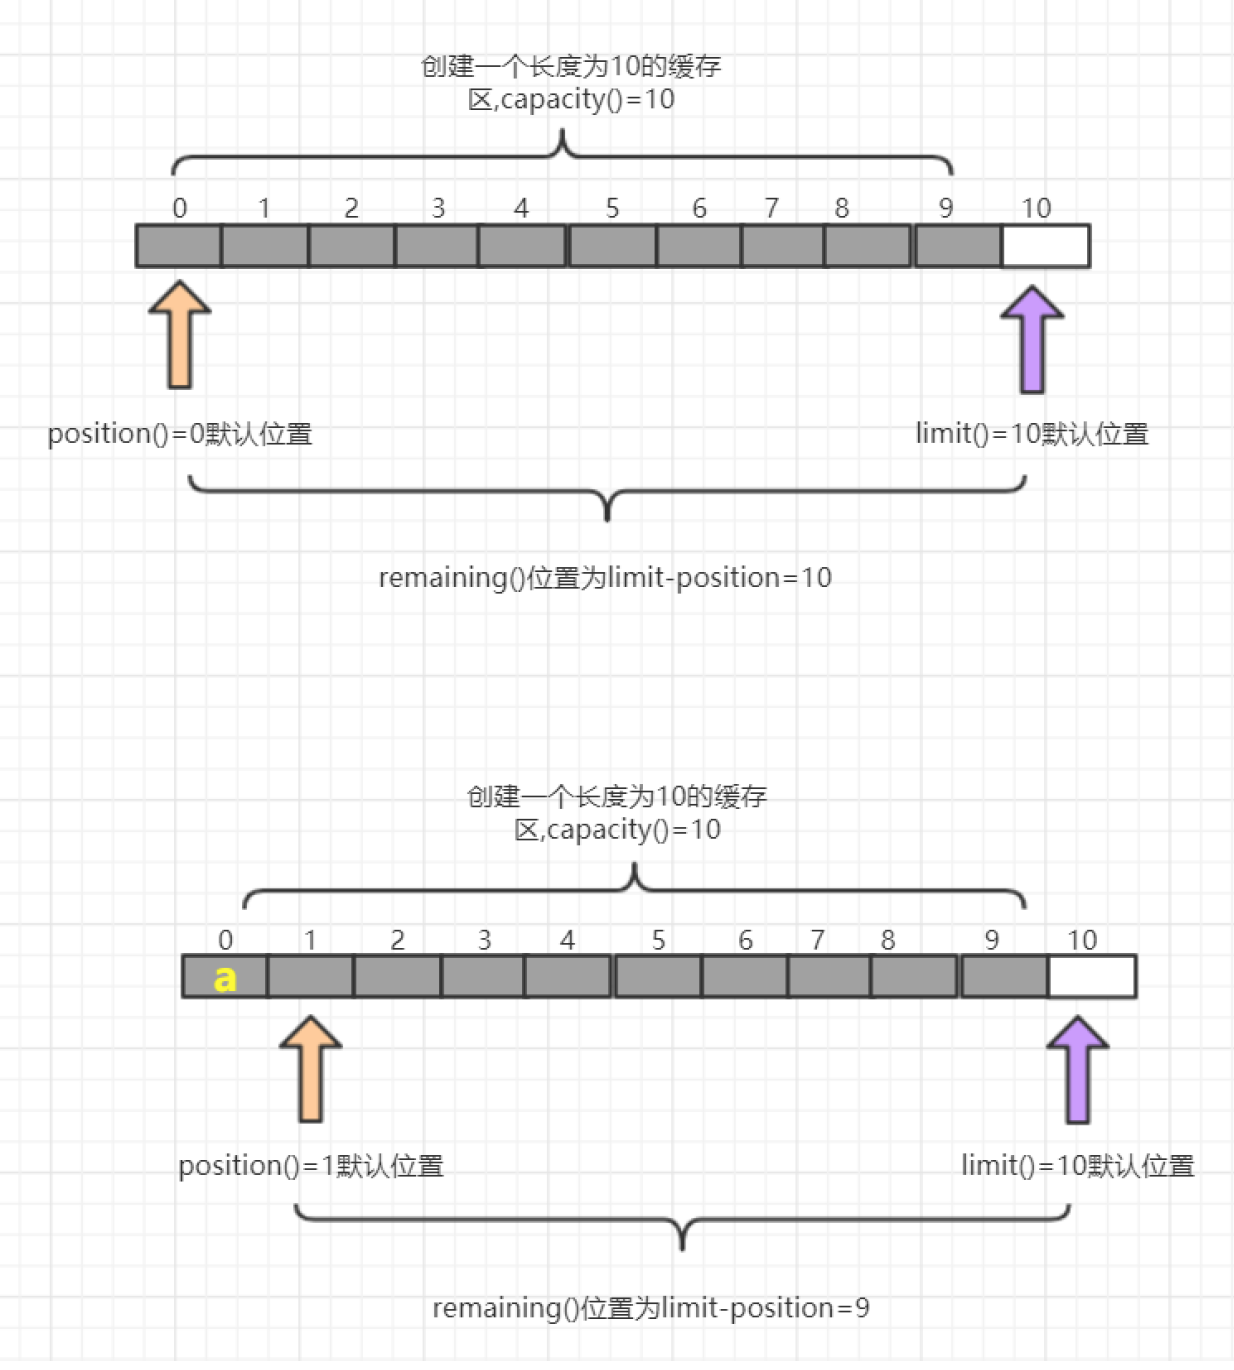 创建一个长度为10的缓存
区,capacity()=10
0 1 2 3 4 5 6 7 8 9 10
position()=0默认位置 limit()=10默认位置
remaining()位置为limit-position=10
创建一个长度为10的缓存
区,capacity()=10
0 1 2 3 4 5 6 7 8 9 10
a
position()=1默认位置 limit()=10默认位置
remaining()位置为limit-position=9